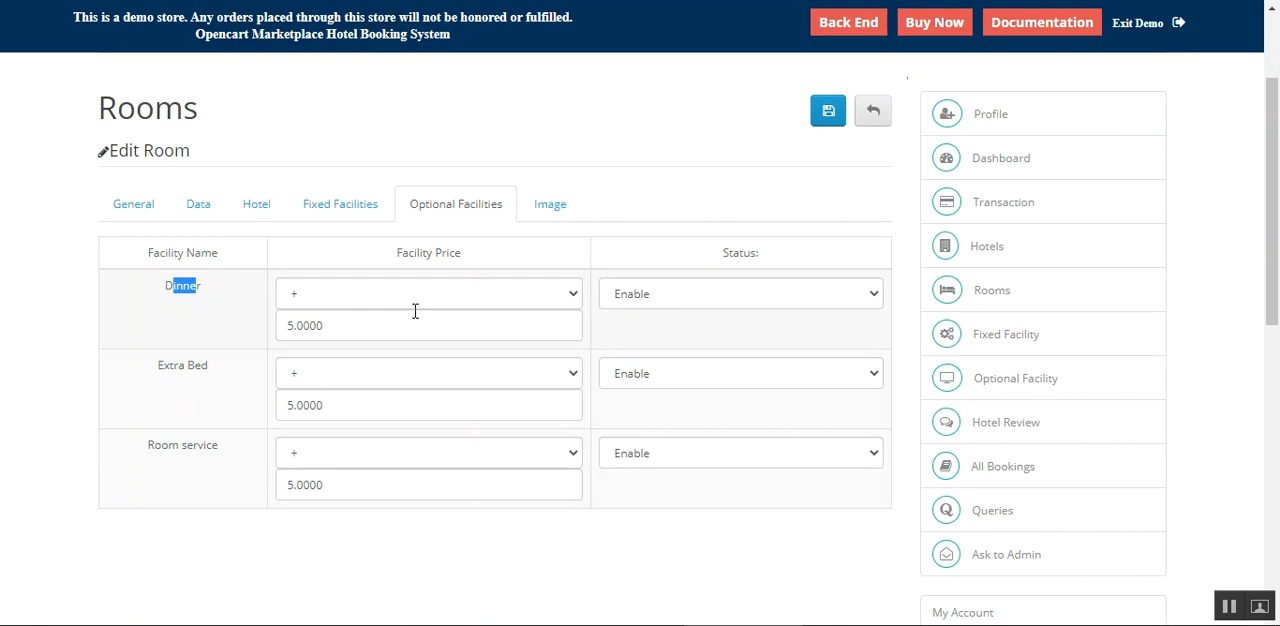 This is a demo store. Any orders placed through this store will not be honored or fulfilled.
Opencart Marketplace Hotel Booking System
Back End
Buy Now
Documentation
Exit Demo
Rooms
Edit Room
General
Data
Hotel
Fixed Facilities
Optional Facilities
Image
Facility Name
Facility Price
Status:
Dinner
+
Enable
5.0000
Extra Bed
+
Enable
5.0000
Room service
+
Enable
5.0000
Profile
Dashboard
Transaction
Hotels
Rooms
Fixed Facility
Optional Facility
Hotel Review
All Bookings
Q Queries
Ask to Admin
My Account